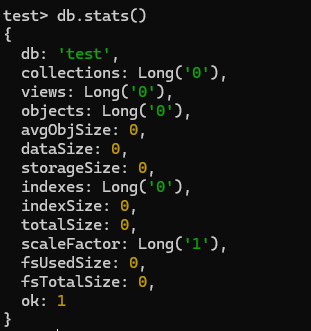 test> db.stats()
{
  db: 'test',
  collections: Long('0'),
  views: Long('0'),
  objects: Long('0'),
  avgObjSize: 0,
  dataSize: 0,
  storageSize: 0,
  indexes: Long('0'),
  indexSize: 0,
  totalSize: 0,
  scaleFactor: Long('1'),
  fsUsedSize: 0,
  fsTotalSize: 0,
  ok: 1
}